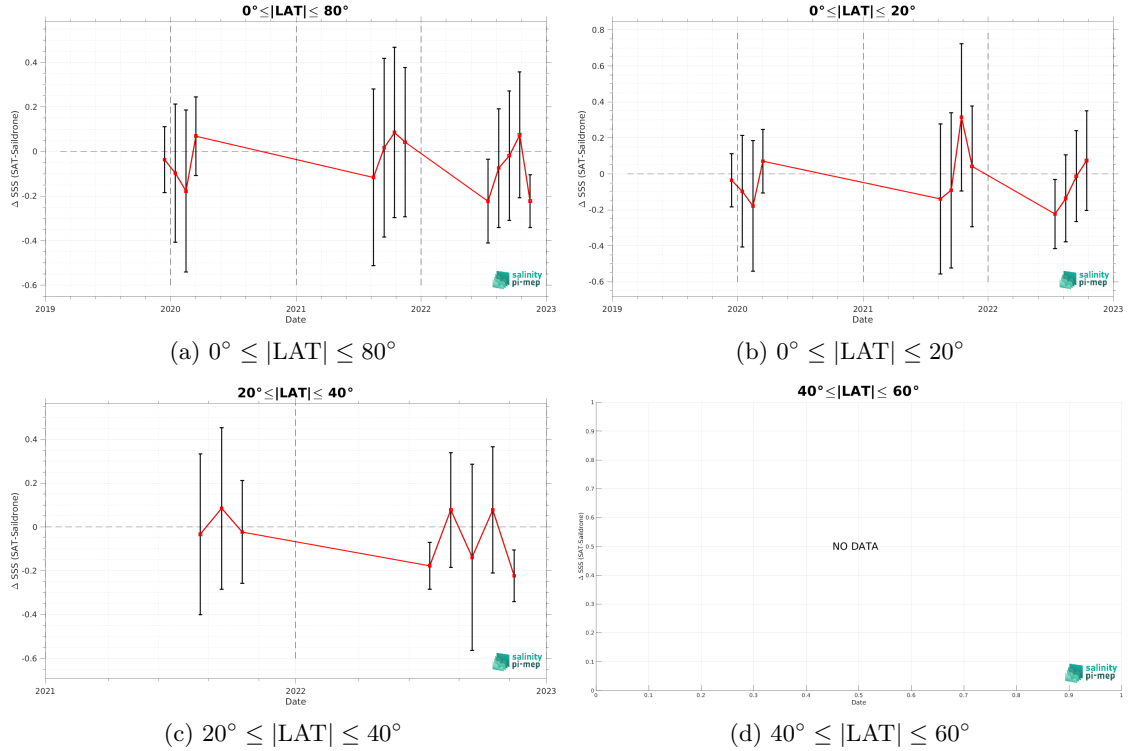 0°≤|LAT|≤ 80°
Δ SSS (SAT-Saildrone)
0.4
0.2
0
-0.2
-0.4
-0.6
2019
2020
2021
2022
2023
Date
salinity
pi-mep
(a) 0° ≤ |LAT| ≤ 80°
0°≤|LAT|≤ 20°
Δ SSS (SAT-Saildrone)
0.8
0.6
0.4
0.2
0
-0.2
-0.4
-0.6
2019
2020
2021
2022
2023
Date
salinity
pi-mep
(b) 0° ≤ |LAT| ≤ 20°
20°≤|LAT|≤ 40°
Δ SSS (SAT-Saildrone)
0.4
0.2
0
-0.2
-0.4
-0.6
2021
2022
2023
Date
salinity
pi-mep
(c) 20° ≤ |LAT| ≤ 40°
40°≤|LAT|≤ 60°
Δ SSS (SAT-Saildrone)
1
0.9
0.8
0.7
0.6
0.5
0.4
0.3
0.2
0.1
0
NO DATA
0 0.1 0.2 0.3 0.4 0.5 0.6 0.7 0.8 0.9 1
Date
salinity
pi-mep
(d) 40° ≤ |LAT| ≤ 60°